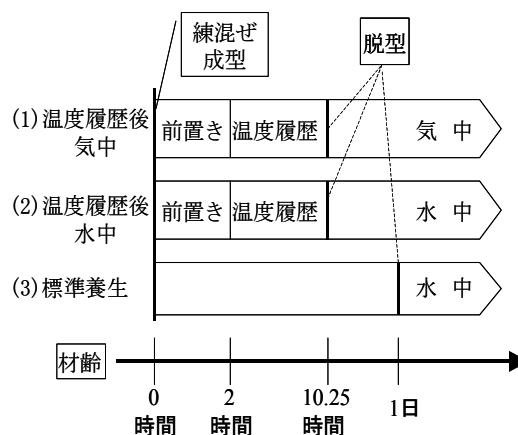 練混ぜ
成型
脱型
(1)温度履歴後
気中
前置き
温度履歴
気 中
(2)温度履歴後
水中
前置き
温度履歴
水 中
(3)標準養生
水 中
材齢
0
時間
2
時間
10.25
時間
1日